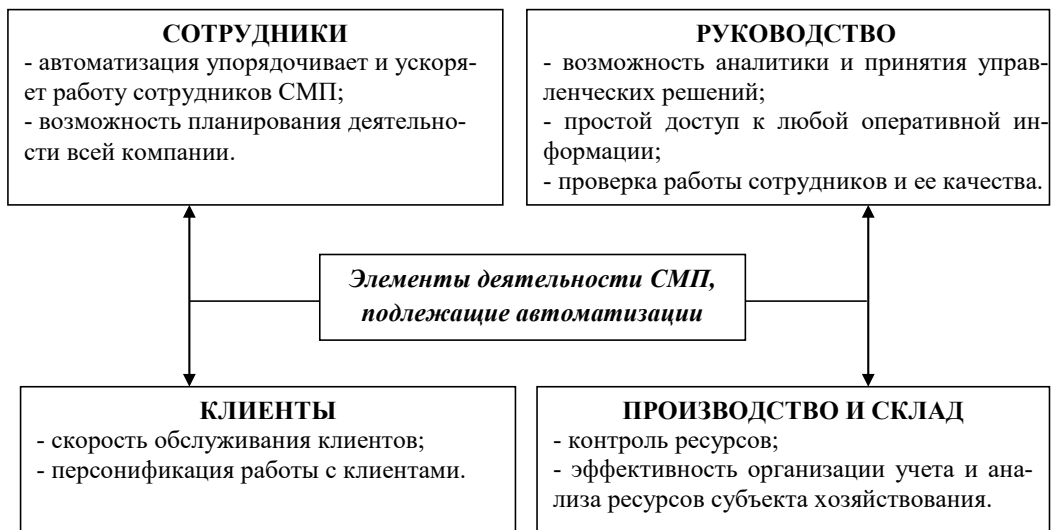 СОТРУДНИКИ
- автоматизация упорядочивает и ускоря-
ет работу сотрудников СМП;
- возможность планирования деятельно-
сти всей компании.
РУКОВОДСТВО
- возможность аналитики и принятия управ-
ленческих решений;
- простой доступ к любой оперативной ин-
формации;
- проверка работы сотрудников и ее качества.
Элементы деятельности СМП,
подлежащие автоматизации
КЛИЕНТЫ
- скорость обслуживания клиентов;
- персонификация работы с клиентами.
ПРОИЗВОДСТВО И СКЛАД
- контроль ресурсов;
- эффективность организации учета и ана-
лиза ресурсов субъекта хозяйствования.